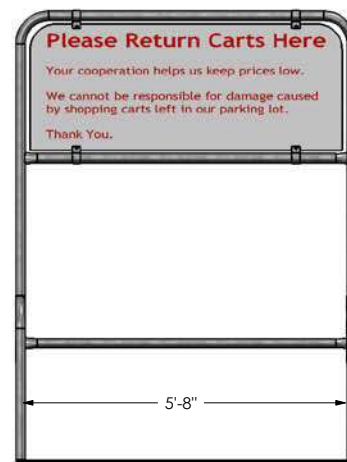 Please Return Carts Here
Your cooperation helps us keep prices low.
We cannot be responsible for damage caused
by shopping carts left in our parking lot.
Thank You.
5'-8"